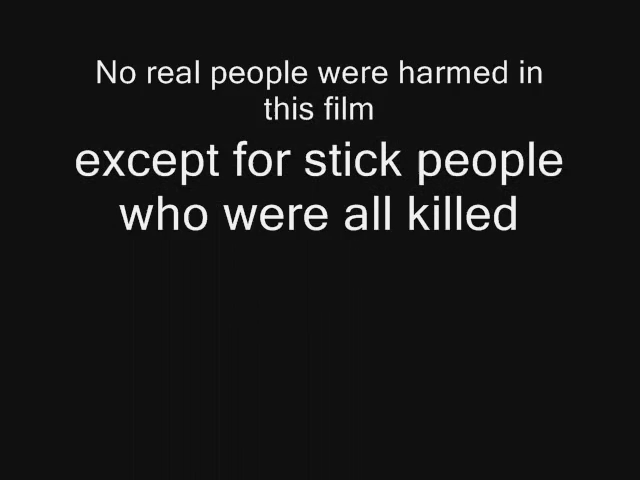 No real people were harmed in
this film
except for stick people
who were all killed